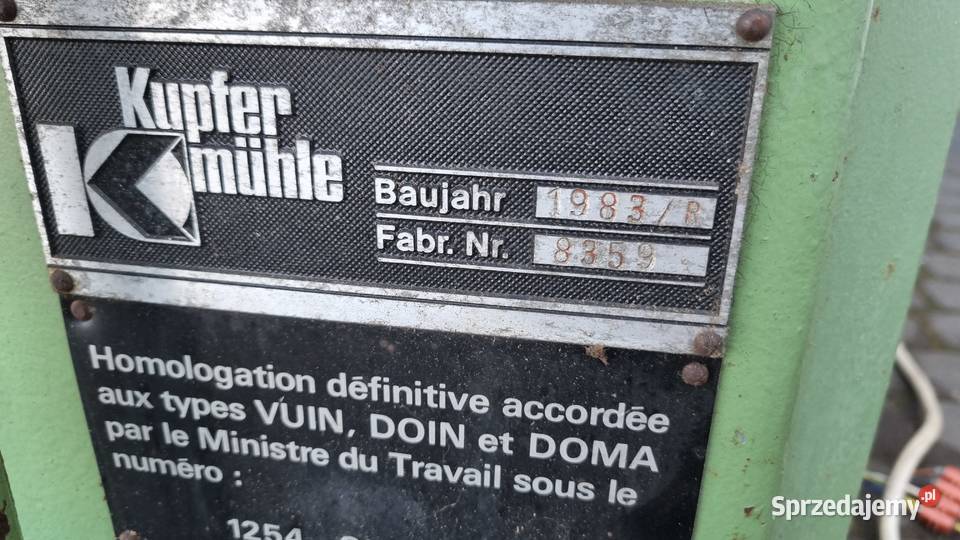 Kupfer
mühle
Baujahr 1983/R
Fabr. Nr. 8359
Homologation définitive accordée
aux types VUIN, DOIN et DOMA
par le Ministre du Travail sous le
numéro :
1254
Sprzedajemy.pl